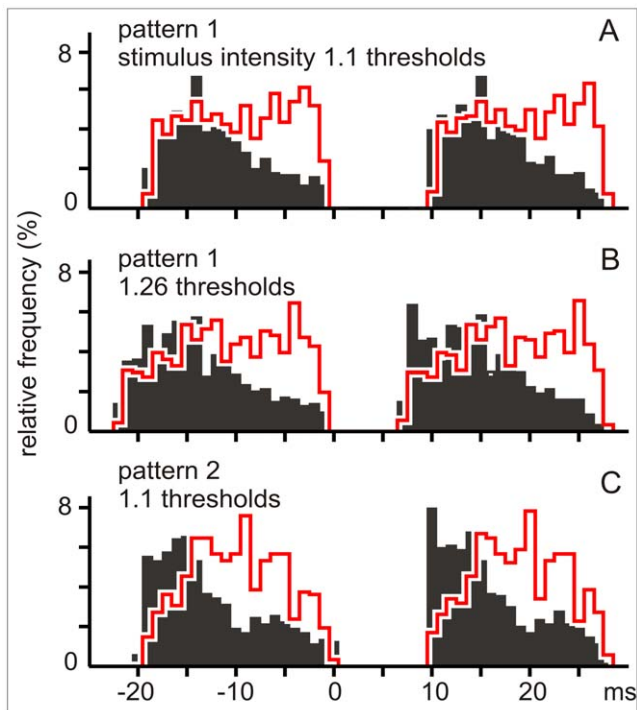 pattern 1
stimulus intensity 1.1 thresholds
A
8
0
pattern 1
1.26 thresholds
B
8
0
relative frequency (%)
pattern 2
1.1 thresholds
C
8
0
-20 -10 0 10 20 ms